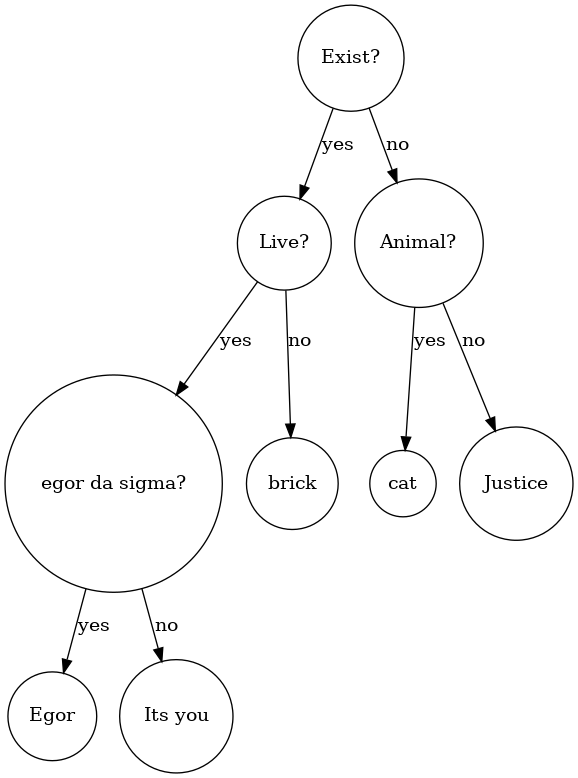 Exist?
yes
no
Live?
Animal?
yes
no
yes
no
egor da sigma?
brick
cat
Justice
yes
no
Egor
Its you